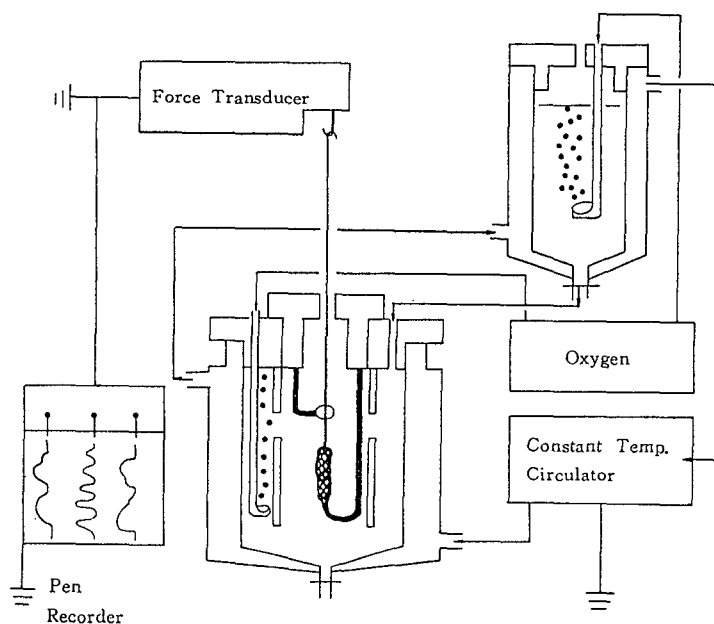 Force Transducer
Oxygen
Constant Temp.
Circulator
Pen
Recorder